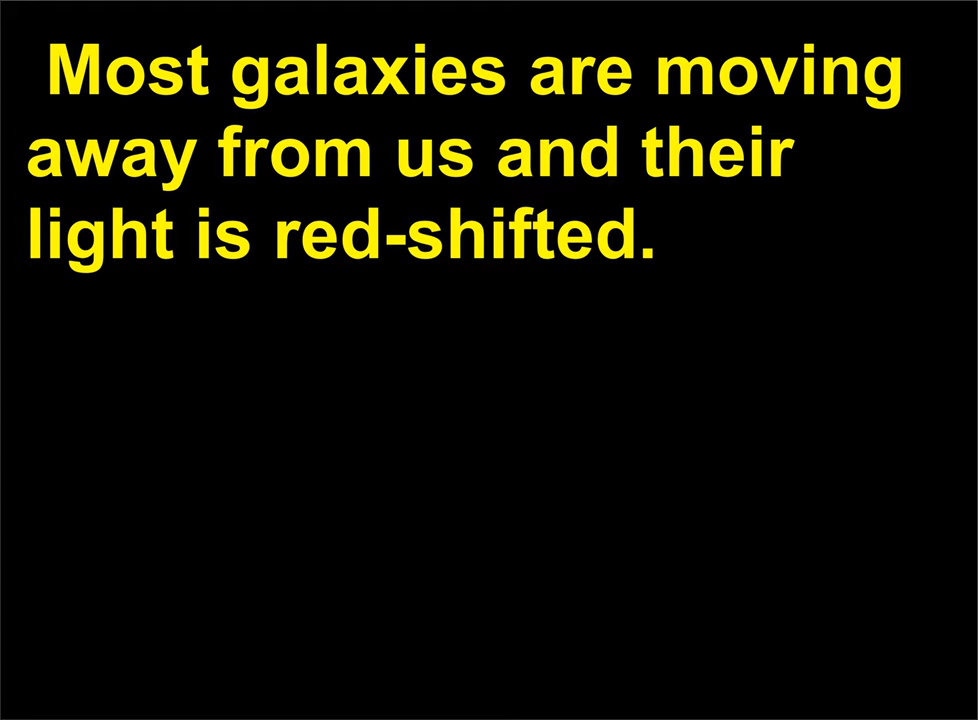 Most galaxies are moving
away from us and their
light is red-shifted.